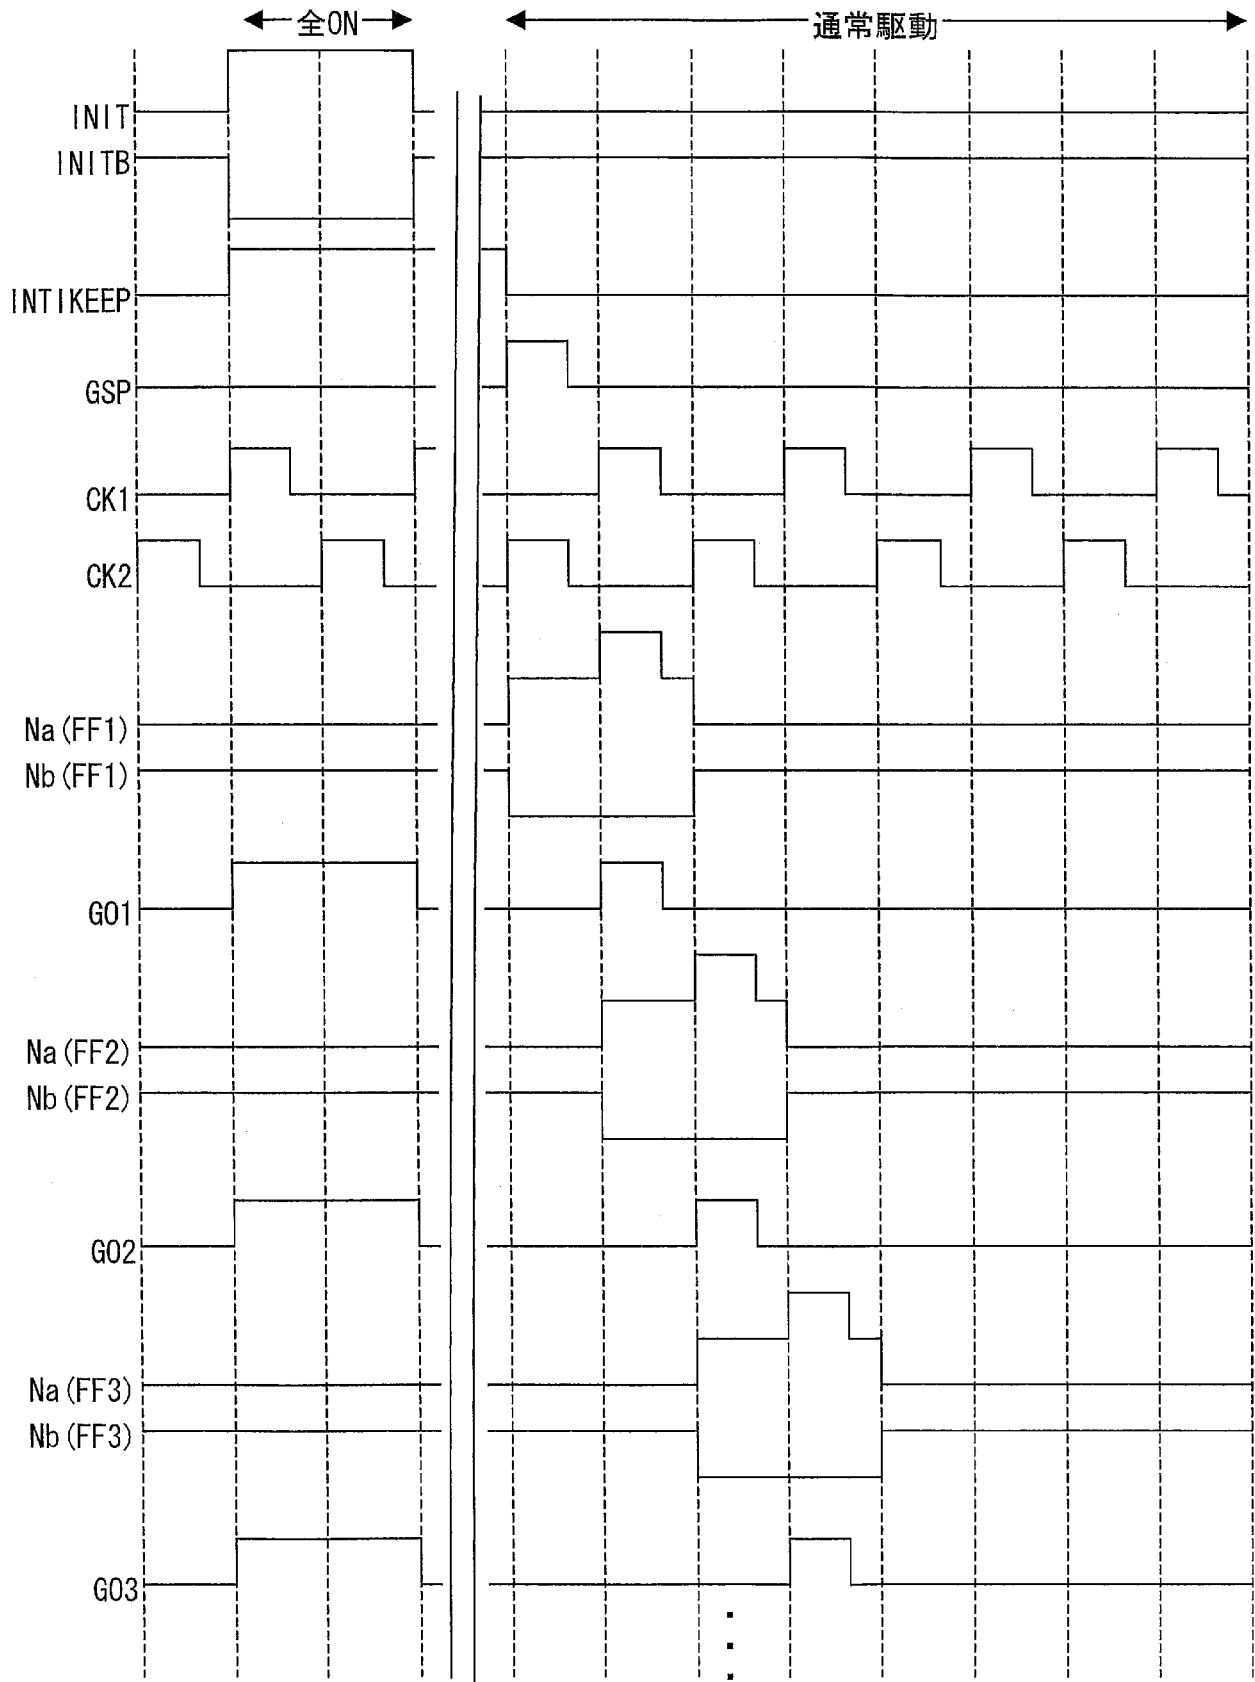 全ON
通常駆動
INIT
INITB
INTIKEEP
GSP
CK1
CK2
Na(FF1)
Nb(FF1)
GO1
Na(FF2)
Nb(FF2)
GO2
Na(FF3)
Nb(FF3)
GO3